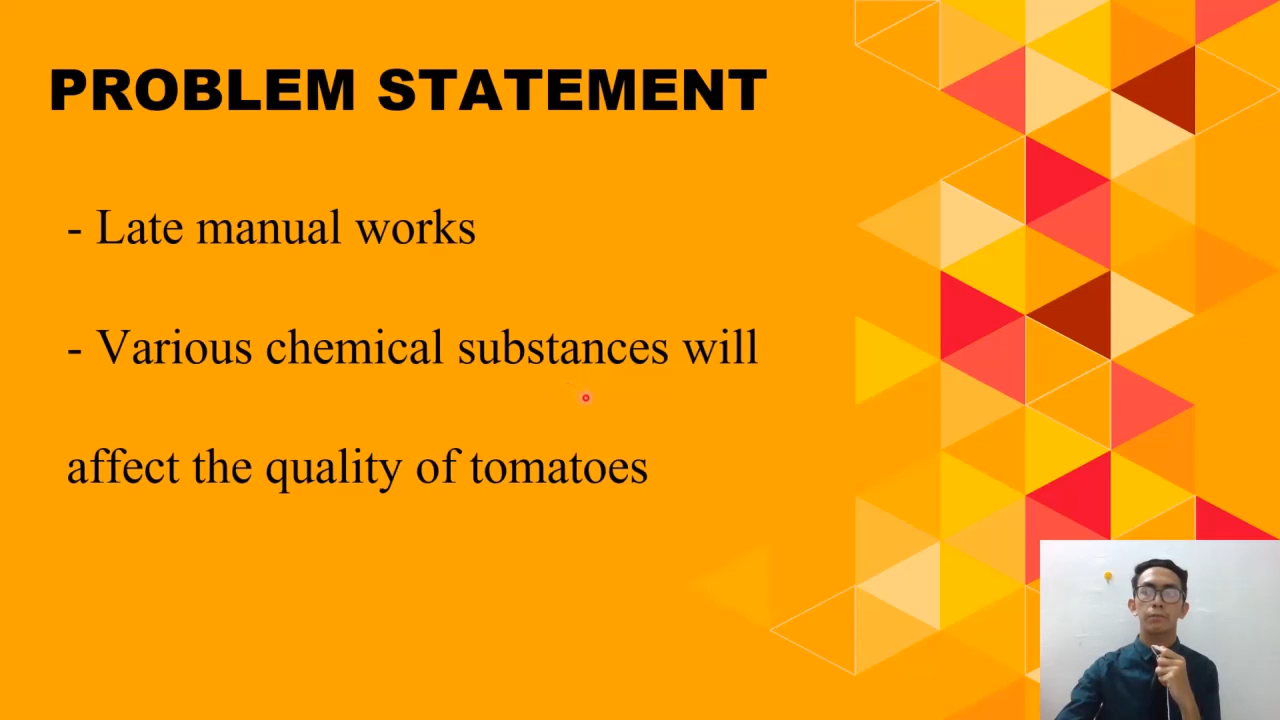 PROBLEM STATEMENT
- Late manual works
- Various chemical substances will
affect the quality of tomatoes